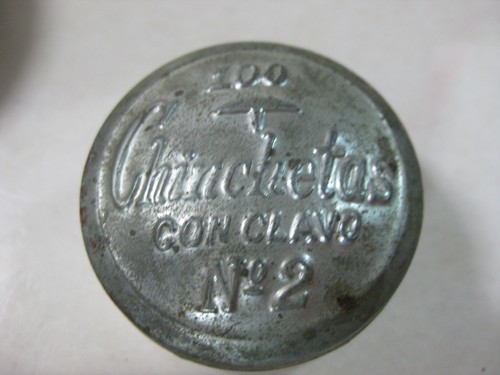 100
Chinchetas
CON CLAVO
Nº 2